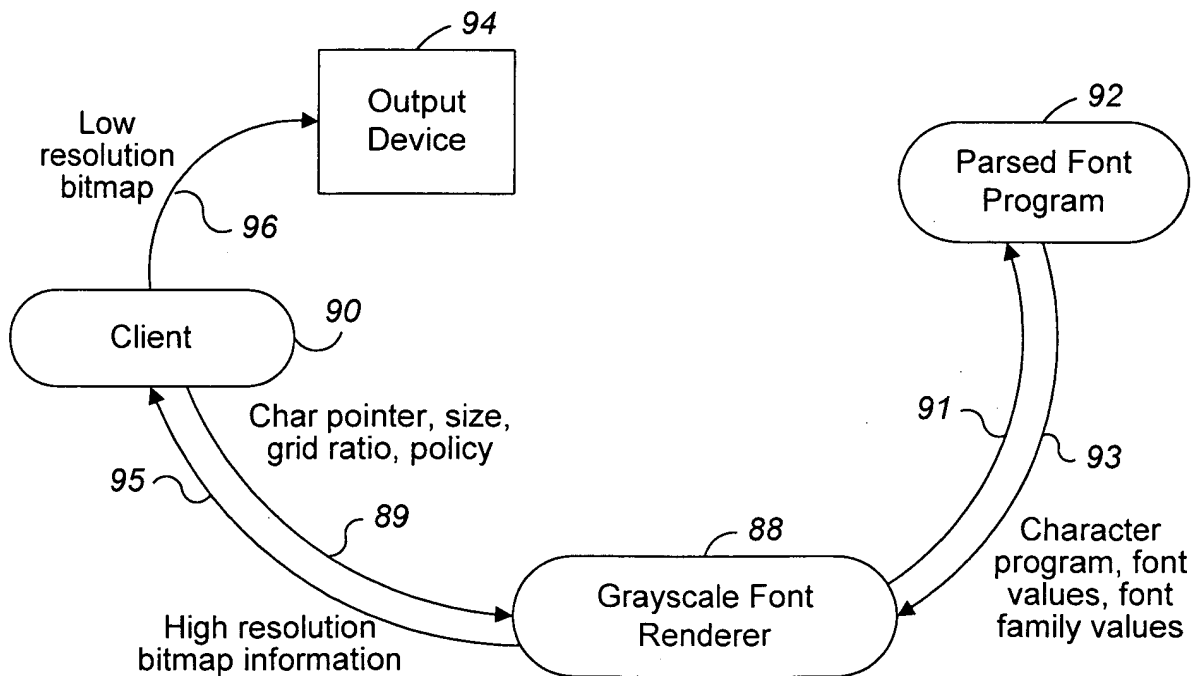 94
Output
Device
Low
resolution
bitmap
96
92
Parsed Font
Program
Client
90
Char pointer, size,
grid ratio, policy
91
93
95
89
88
Grayscale Font
Renderer
High resolution
bitmap information
Character
program, font
values, font
family values